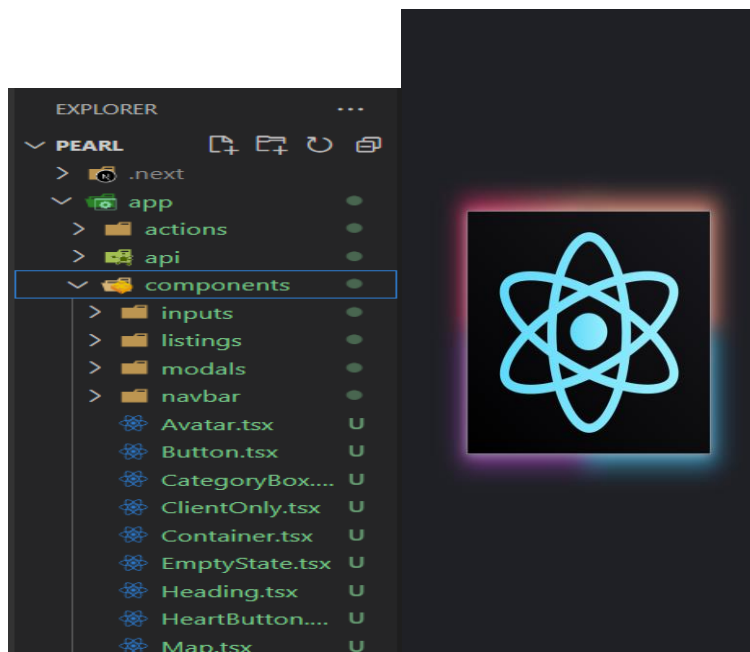 EXPLORER ...
PEARL
.next
app
actions
api
components
inputs
listings
modals
navbar
Avatar.tsx U
Button.tsx U
CategoryBox.... U
ClientOnly.tsx U
Container.tsx U
EmptyState.tsx U
Heading.tsx U
HeartButton.... U
Map.tsx U